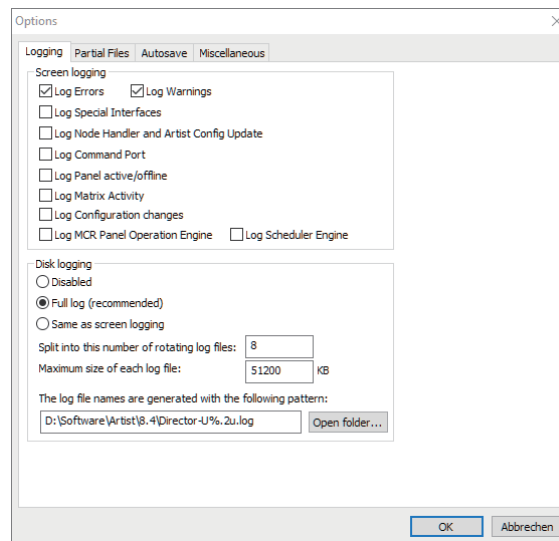 Options
Logging Partial Files Autosave Miscellaneous
Screen logging
Log Errors Log Warnings
Log Special Interfaces
Log Node Handler and Artist Config Update
Log Command Port
Log Panel active/offline
Log Matrix Activity
Log Configuration changes
Log MCR Panel Operation Engine Log Scheduler Engine
Disk logging
Disabled
Full log (recommended)
Same as screen logging
Split into this number of rotating log files: 8
Maximum size of each log file: 51200 KB
The log file names are generated with the following pattern:
D:\Software\Artist\8.4\Director-U%.2u.log Open folder...
OK Abbrechen